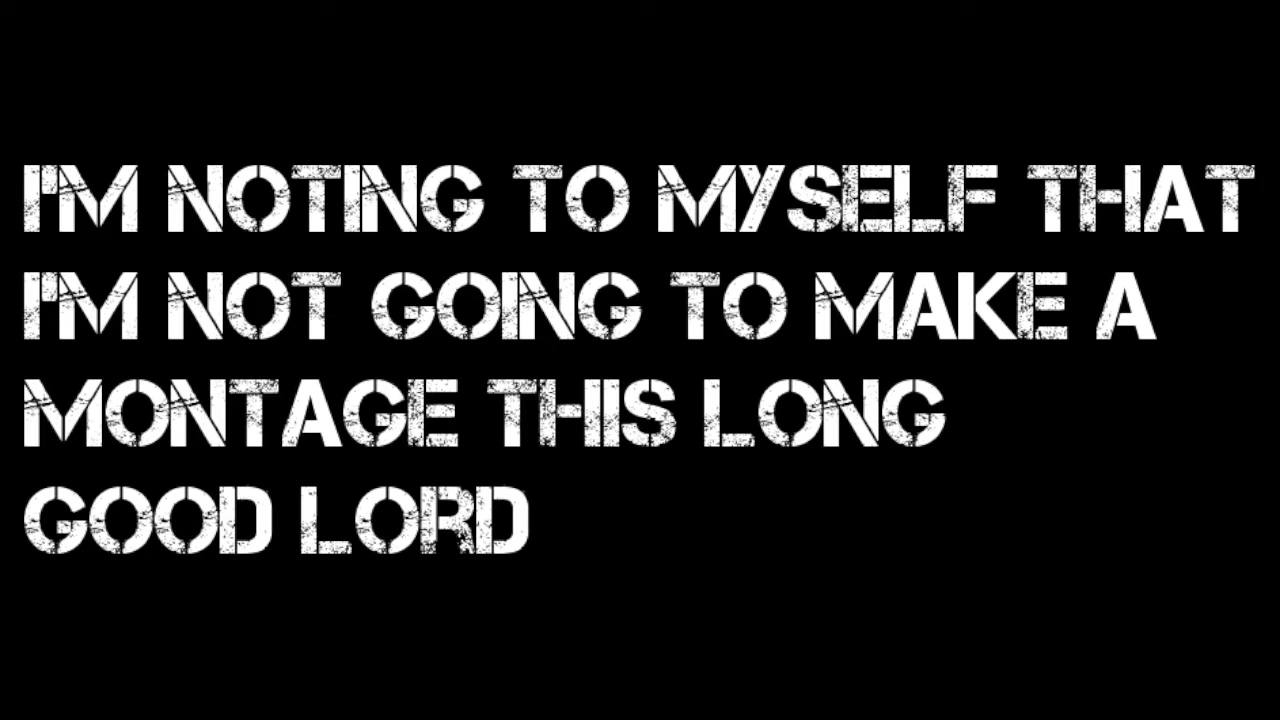 I'M NOTING TO MYSELF THAT
I'M NOT GOING TO MAKE A
MONTAGE THIS LONG
GOOD LORD